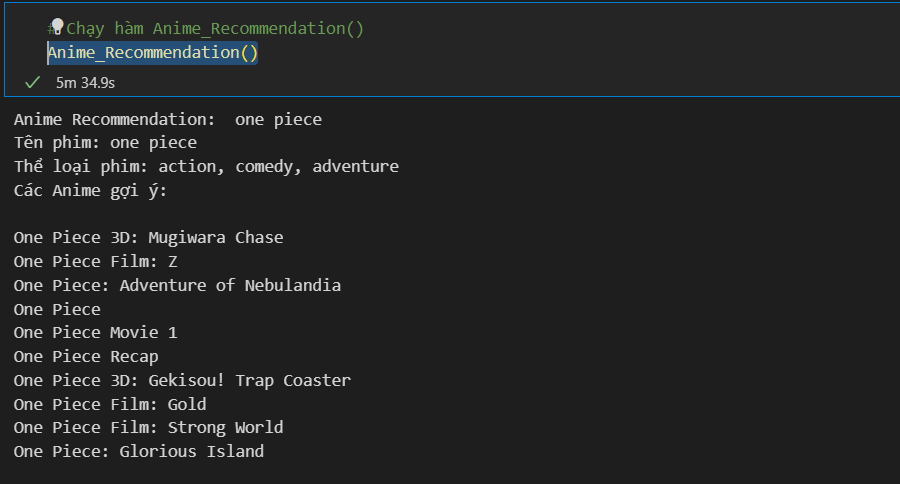 # Chạy hàm Anime_Recommendation()
Anime_Recommendation()
5m 34.9s
Anime Recommendation:  one piece
Tên phim: one piece
Thể loại phim: action, comedy, adventure
Các Anime gợi ý:
One Piece 3D: Mugiwara Chase
One Piece Film: Z
One Piece: Adventure of Nebulandia
One Piece
One Piece Movie 1
One Piece Recap
One Piece 3D: Gekisou! Trap Coaster
One Piece Film: Gold
One Piece Film: Strong World
One Piece: Glorious Island